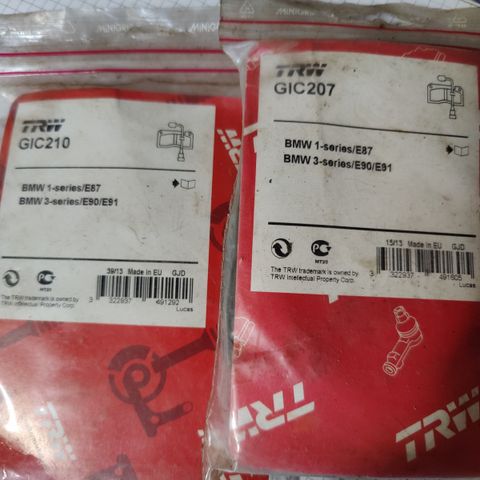 TRW
GIC210
BMW 1-series/E87
BMW 3-series/E90/E91
39/13 Made in EU GJD
MT20
The TRW trademark is owned by
TRW Intellectual Property Corp.
3 322937 491292
Lucas
TRW
GIC207
BMW 1-series/E87
BMW 3-series/E90/E91
15/13 Made in EU GJD
MT20
The TRW trademark is owned by
TRW Intellectual Property Corp.
3 322937 491605
Lucas
TRW
TRW